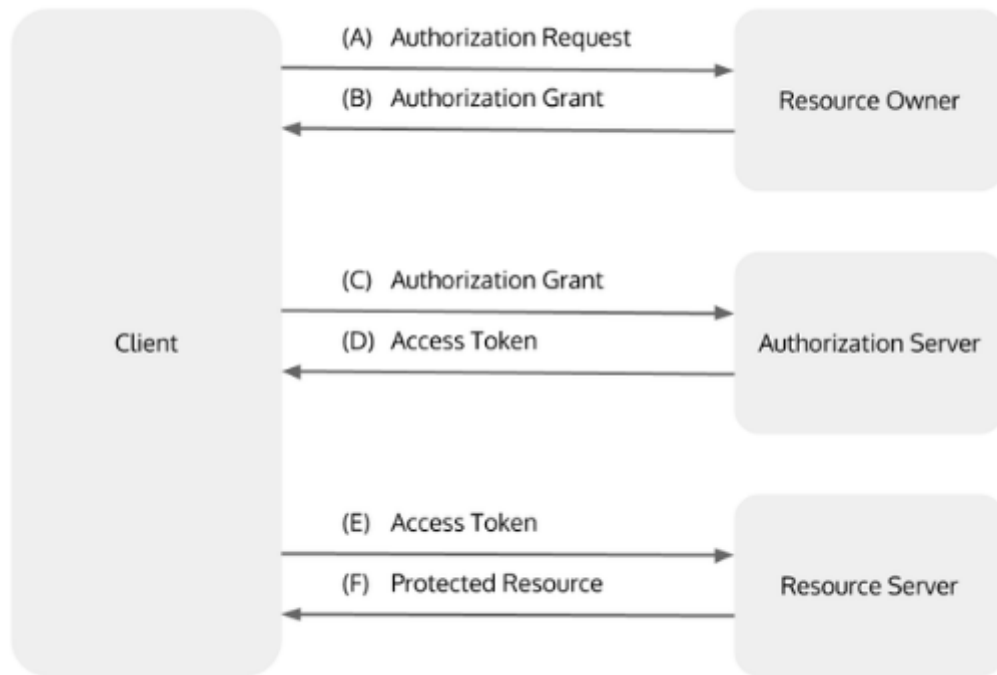 (A) Authorization Request
(B) Authorization Grant
Resource Owner
(C) Authorization Grant
Client
(D) Access Token
Authorization Server
(E) Access Token
(F) Protected Resource
Resource Server